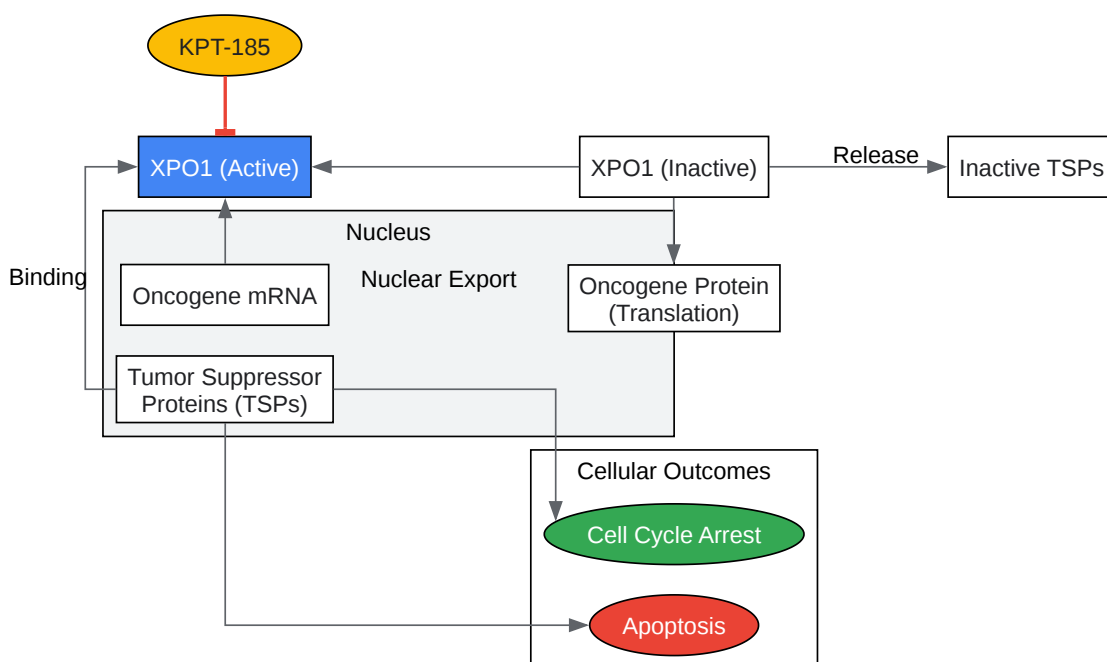 KPT-185
XPO1 (Active)
XPO1 (Inactive)
Release
Inactive TSPs
Nucleus
Binding
Nuclear Export
Oncogene mRNA
Oncogene Protein
(Translation)
Tumor Suppressor
Proteins (TSPs)
Cellular Outcomes
Cell Cycle Arrest
Apoptosis